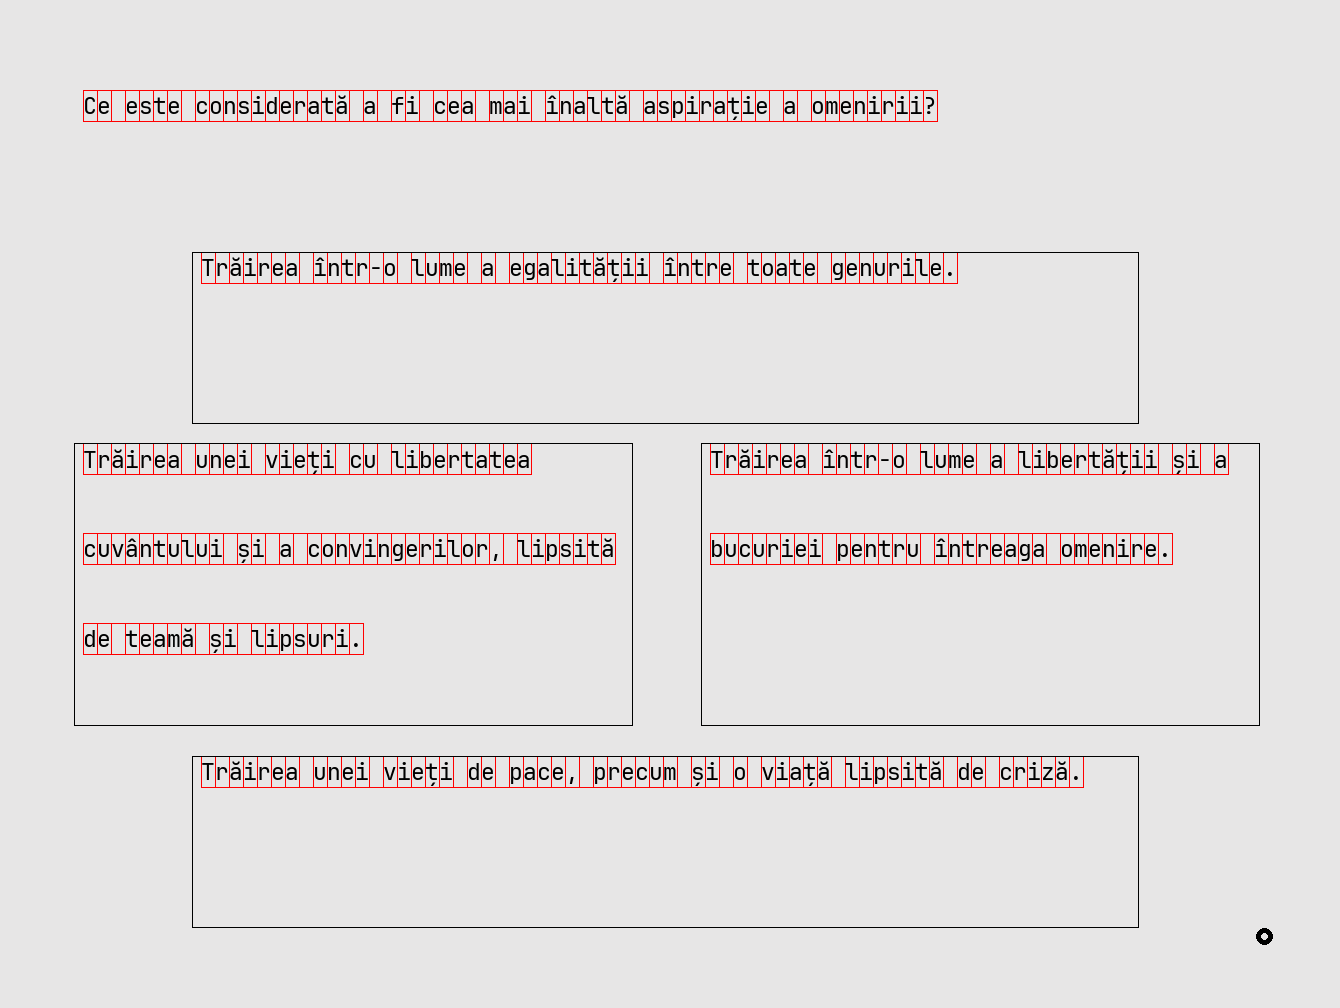 Ce este considerată a fi cea mai înaltă aspirație a omenirii?
Trăirea într-o lume a egalității între toate genurile.
Trăirea unei vieți cu libertatea
cuvântului și a convingerilor, lipsită
de teamă și lipsuri.
Trăirea într-o lume a libertății și a
bucuriei pentru întreaga omenire.
Trăirea unei vieți de pace, precum și o viață lipsită de criză.